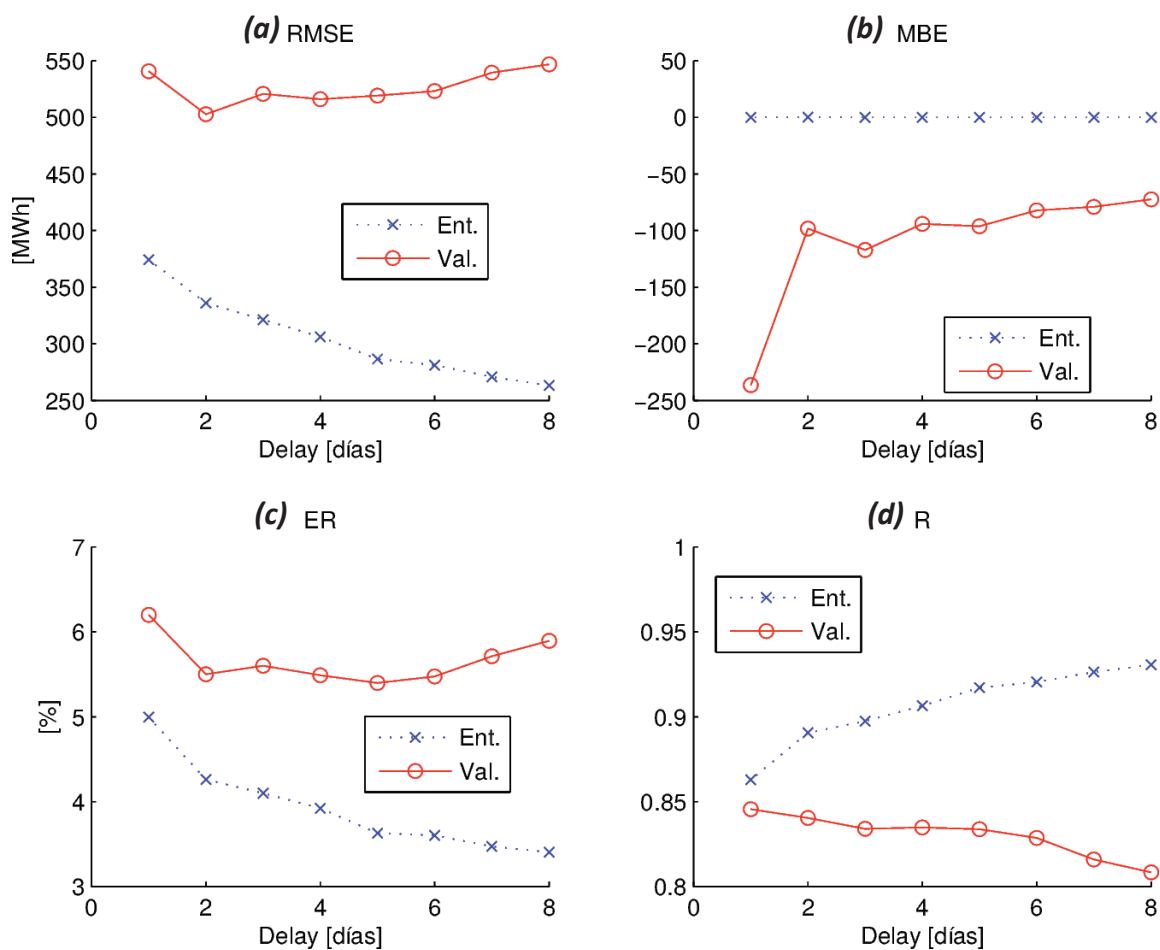 (a) RMSE
550
500
450
400
350
300
250
[MWh]
Ent.
Val.
0 2 4 6 8
Delay [días]
(b) MBE
0
−50
−100
−150
−200
−250
Ent.
Val.
0 2 4 6 8
Delay [días]
(c) ER
7
6
5
4
3
[%]
Ent.
Val.
0 2 4 6 8
Delay [días]
(d) R
1
0.95
0.9
0.85
0.8
Ent.
Val.
0 2 4 6 8
Delay [días]